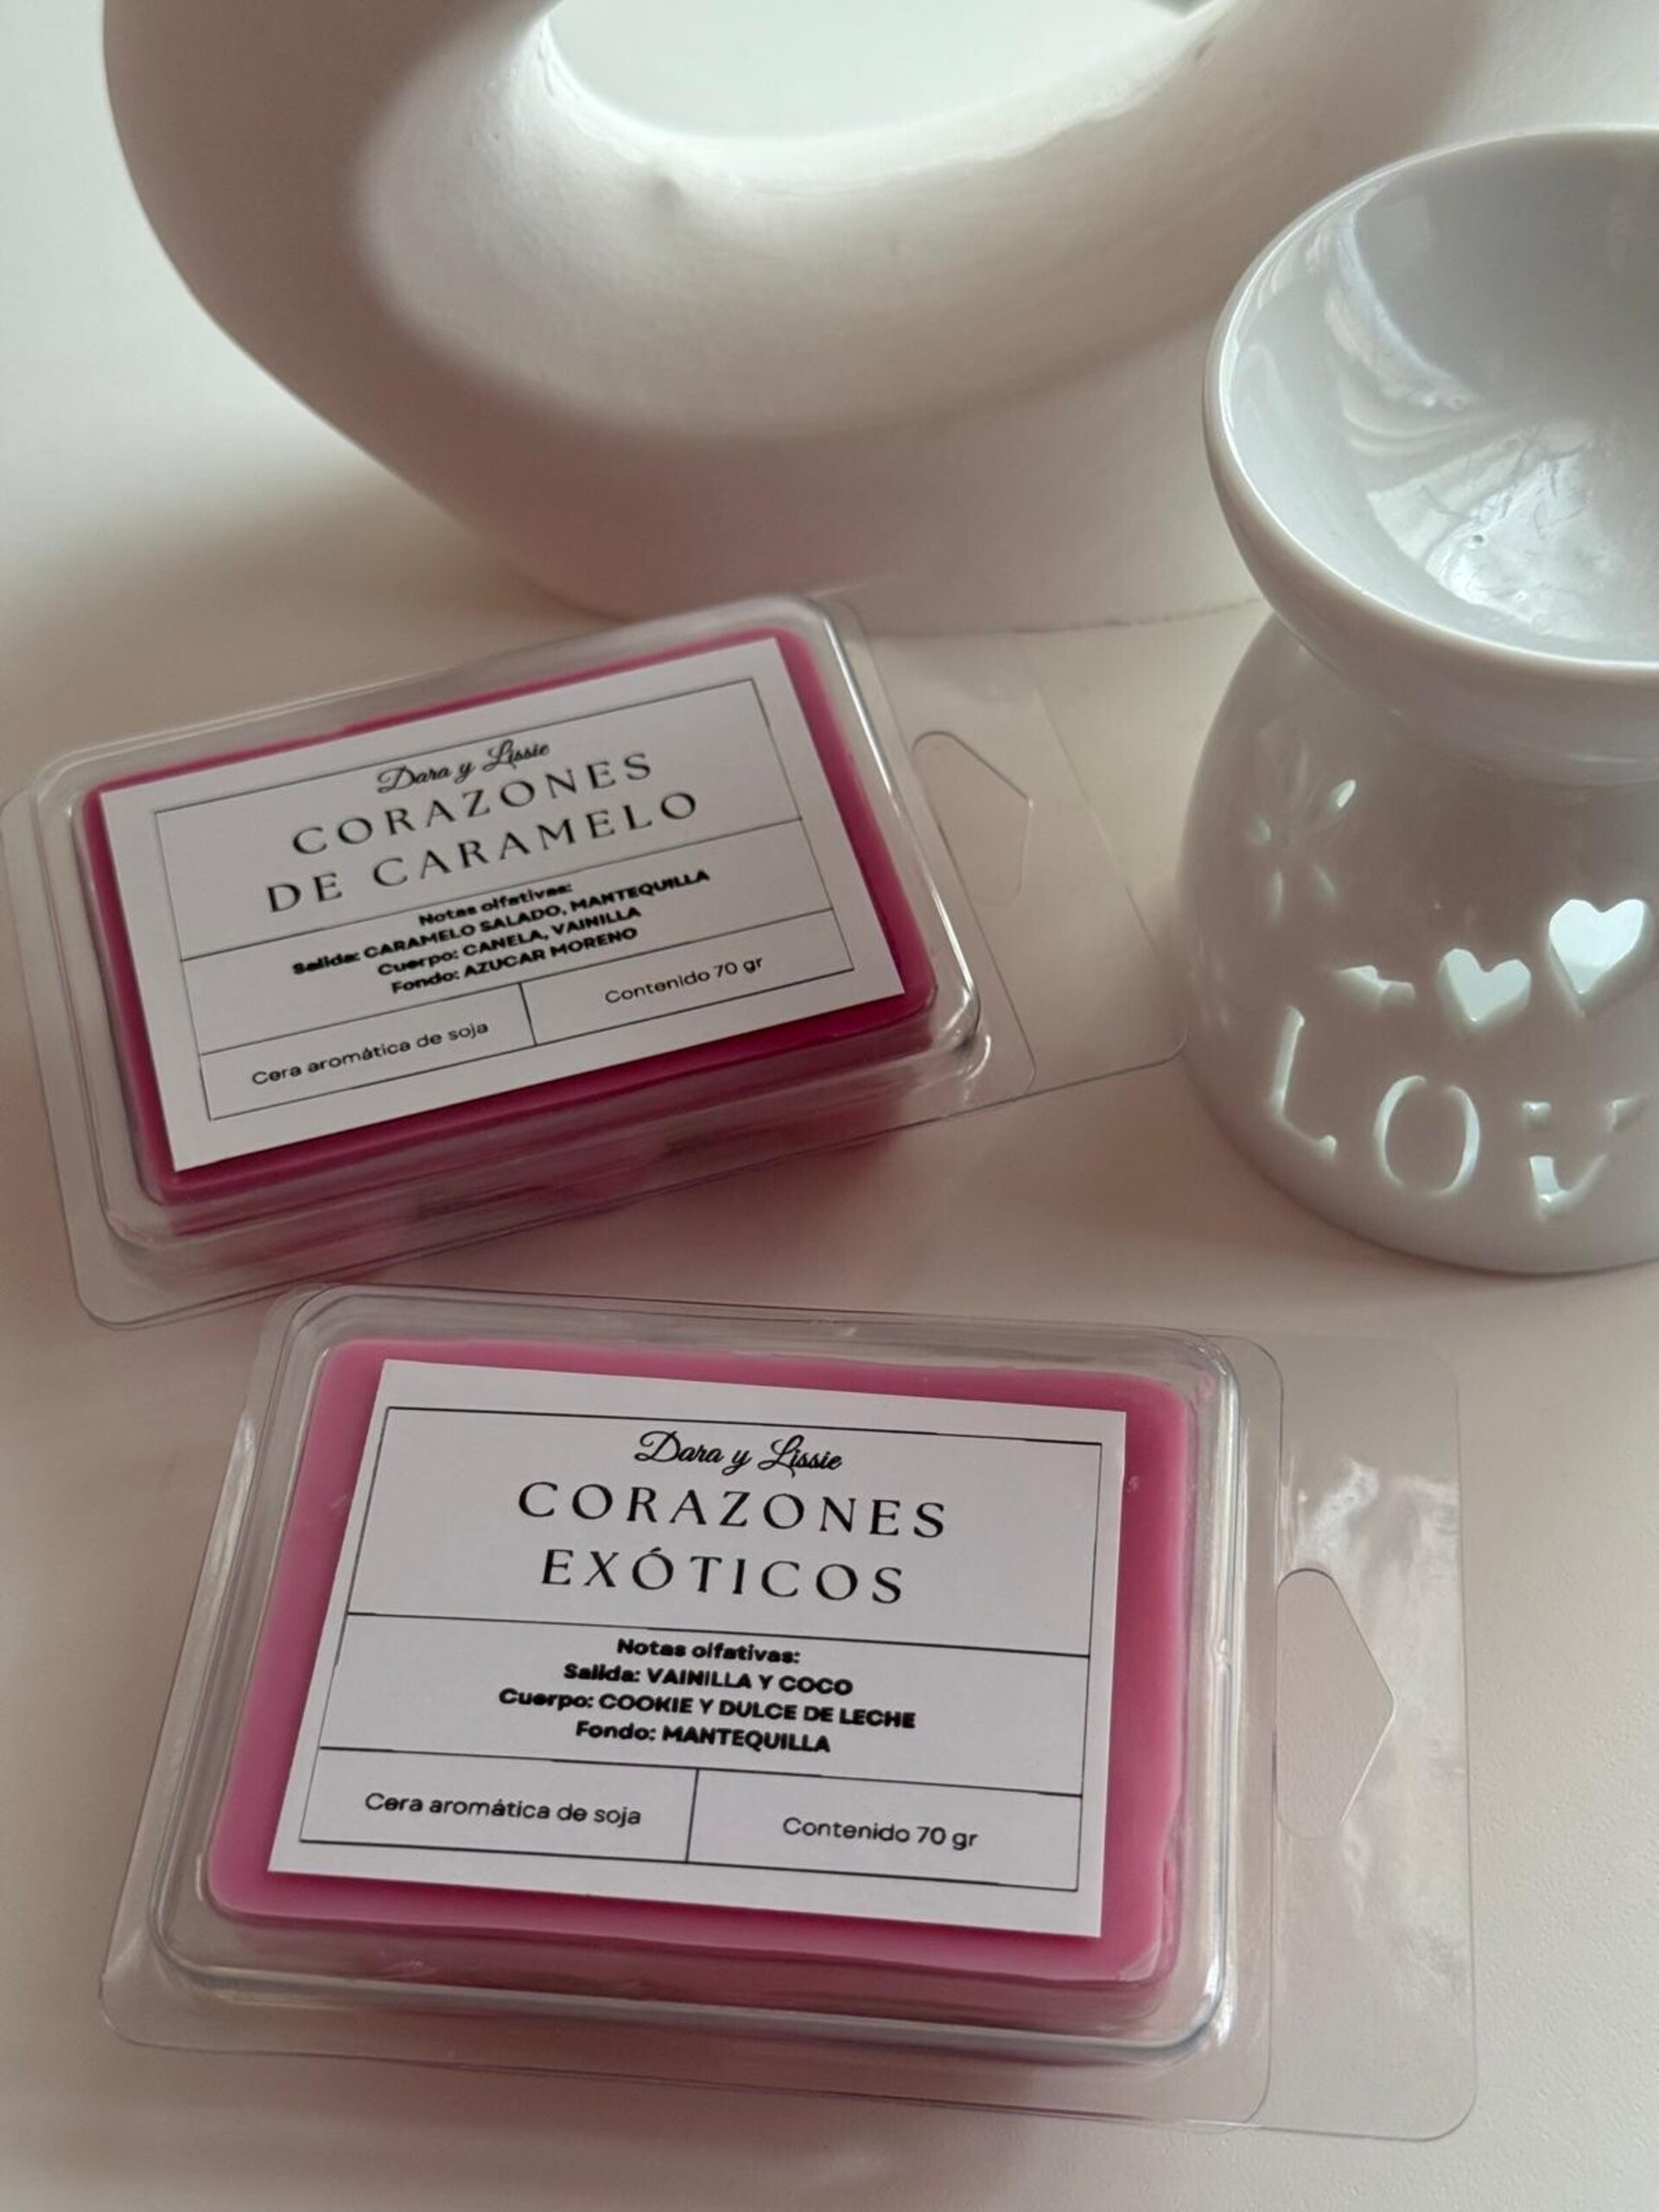 Dara y Lissie
CORAZONES
DE CARAMELO
Notas olfativas:
Salida: CARAMELO SALADO, MANTEQUILLA
Cuerpo: CANELA, VAINILLA
Fondo: AZUCAR MORENO
Cera aromática de soja
Contenido 70 gr
LOV
Dara y Lissie
CORAZONES
EXÓTICOS
Notas olfativas:
Salida: VAINILLA Y COCO
Cuerpo: COOKIE Y DULCE DE LECHE
Fondo: MANTEQUILLA
Cera aromática de soja
Contenido 70 gr